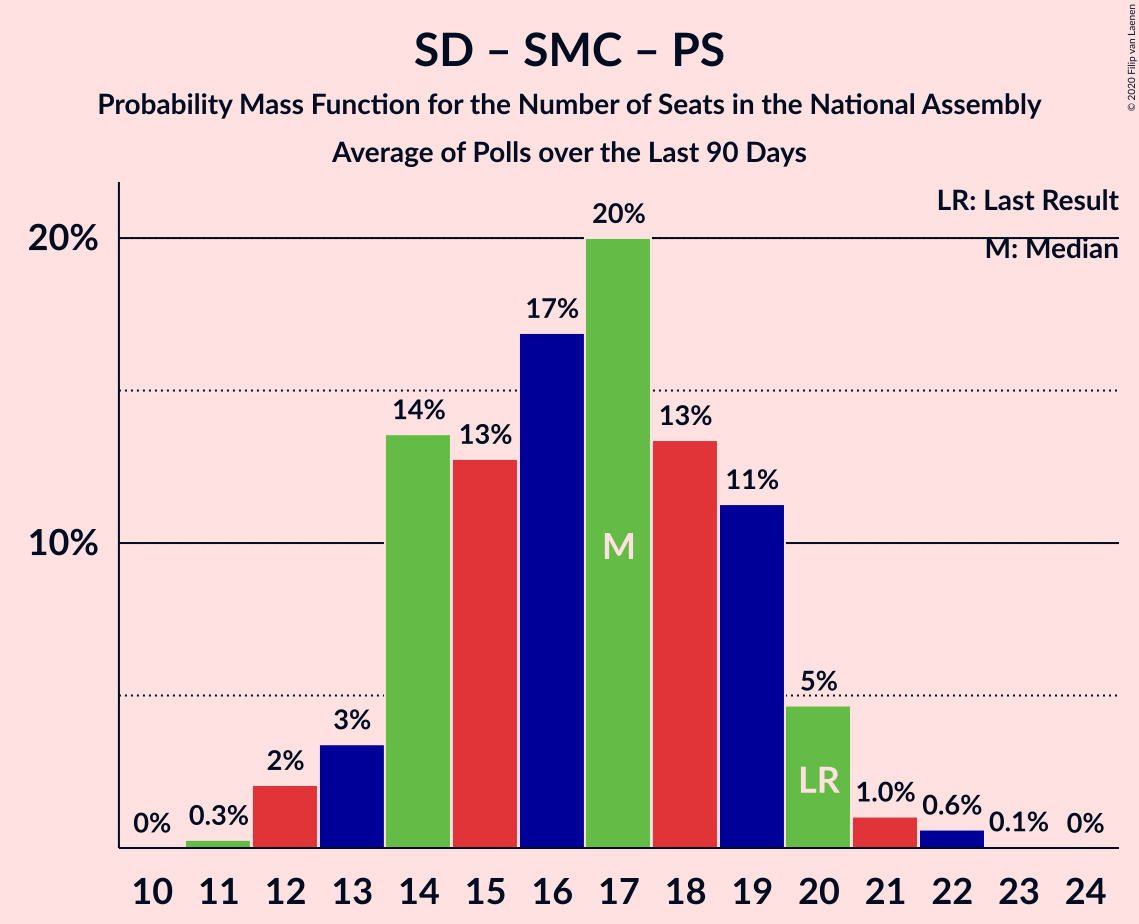 SD – SMC – PS
Probability Mass Function for the Number of Seats in the National Assembly
Average of Polls over the Last 90 Days
© 2020 Filip van Laenen
LR: Last Result
M: Median
20%
10%
0%
0.3%
2%
3%
14%
13%
17%
20%
13%
11%
5%
1.0%
0.6%
0.1%
0%
M
LR
10 11 12 13 14 15 16 17 18 19 20 21 22 23 24